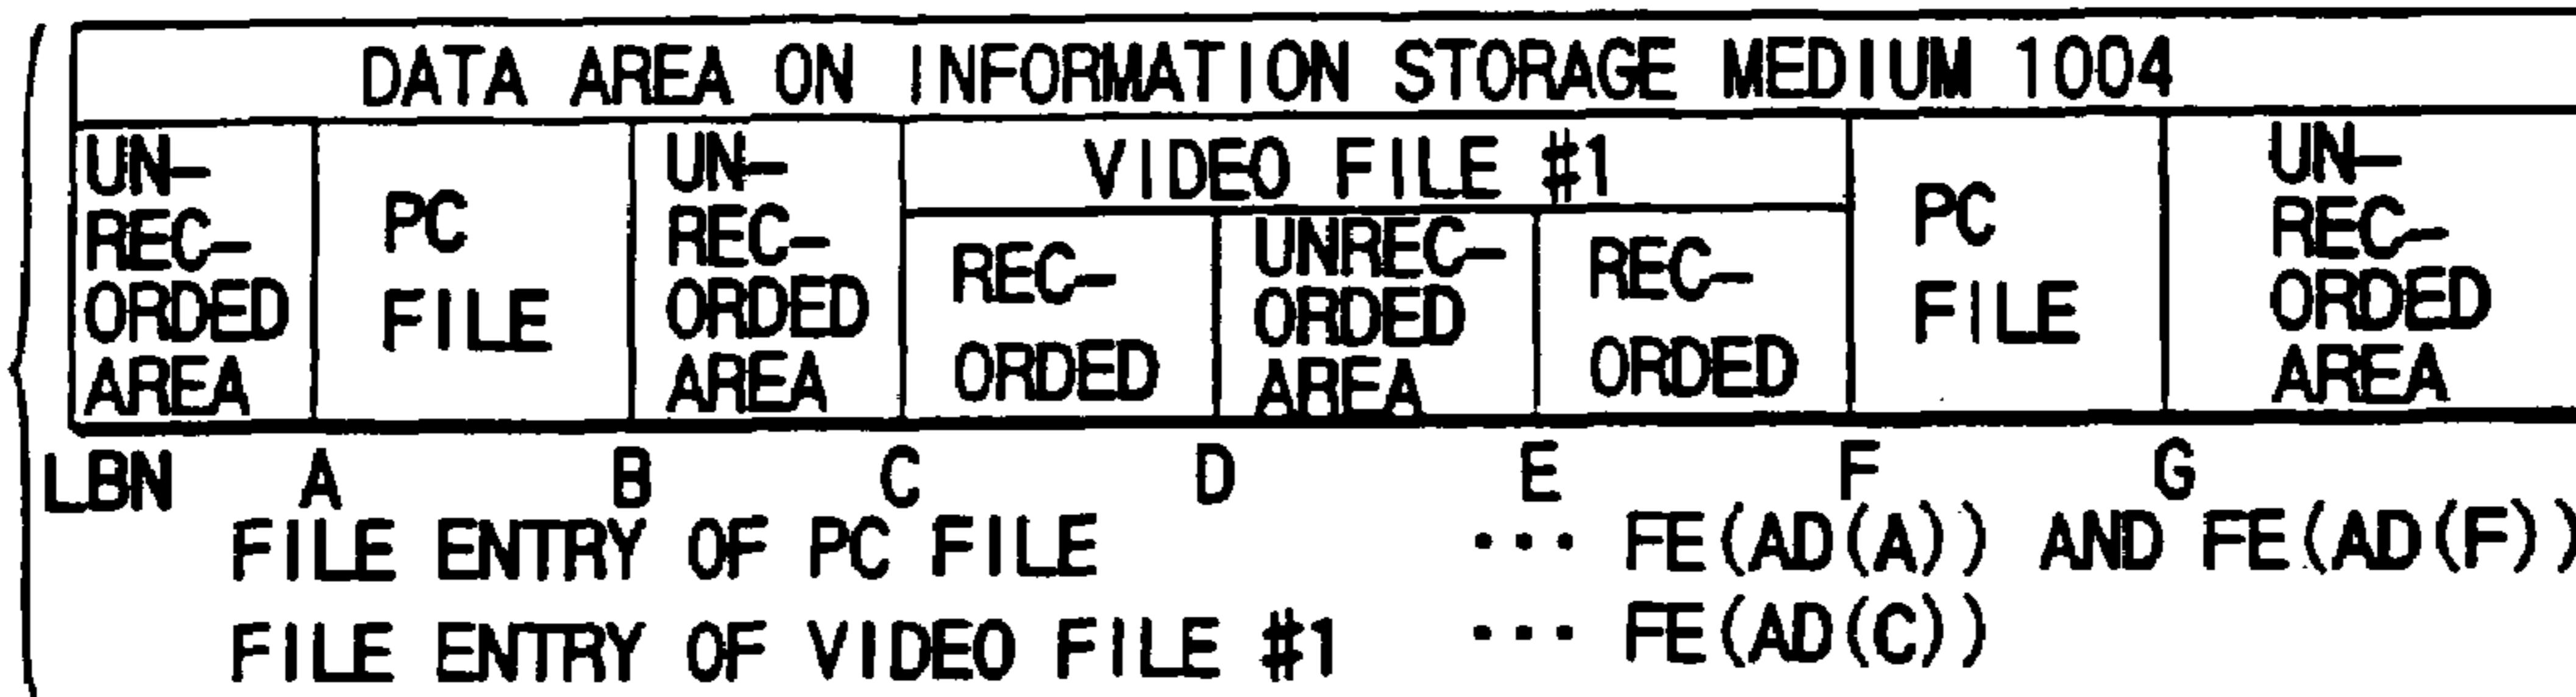 DATA AREA ON INFORMATION STORAGE MEDIUM 1004
UN-
REC-
ORDED
AREA
PC
FILE
UN-
REC-
ORDED
AREA
VIDEO FILE #1
REC-
ORDED
UNREC-
ORDED
AREA
REC-
ORDED
PC
FILE
UN-
REC-
ORDED
AREA
LBN A B C D E F G
FILE ENTRY OF PC FILE ... FE(AD(A)) AND FE(AD(F))
FILE ENTRY OF VIDEO FILE #1 ... FE(AD(C))